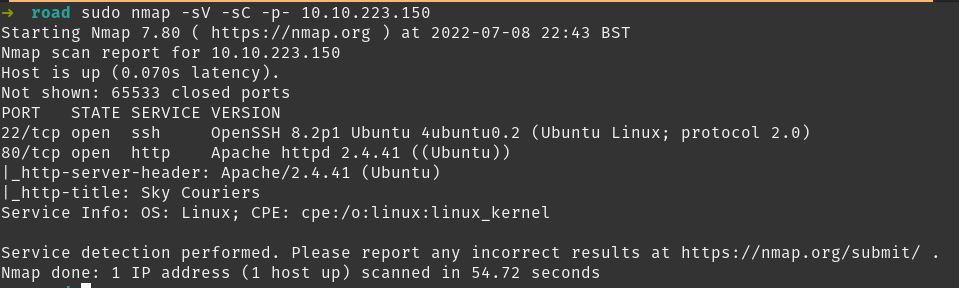 → road sudo nmap -sV -sC -p- 10.10.223.150
Starting Nmap 7.80 ( https://nmap.org ) at 2022-07-08 22:43 BST
Nmap scan report for 10.10.223.150
Host is up (0.070s latency).
Not shown: 65533 closed ports
PORT   STATE SERVICE VERSION
22/tcp open  ssh     OpenSSH 8.2p1 Ubuntu 4ubuntu0.2 (Ubuntu Linux; protocol 2.0)
80/tcp open  http    Apache httpd 2.4.41 ((Ubuntu))
|_http-server-header: Apache/2.4.41 (Ubuntu)
|_http-title: Sky Couriers
Service Info: OS: Linux; CPE: cpe:/o:linux:linux_kernel
Service detection performed. Please report any incorrect results at https://nmap.org/submit/ .
Nmap done: 1 IP address (1 host up) scanned in 54.72 seconds